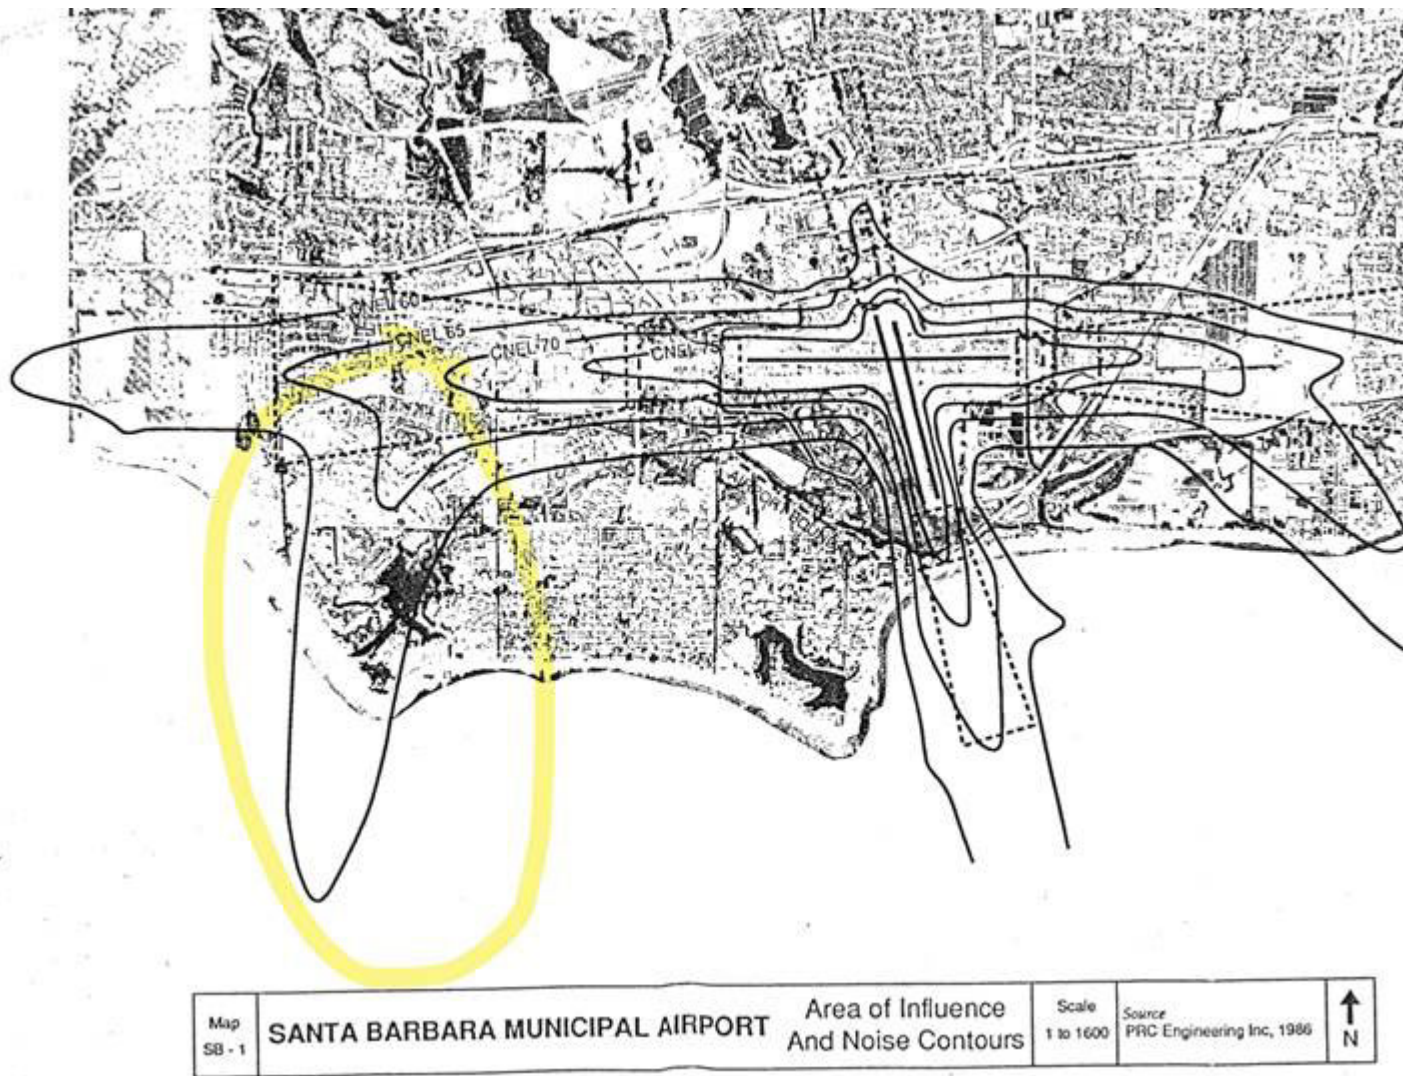 CNEL 60
CNEL 65
CNEL 70
CNEL 75
12
Map
SB - 1
SANTA BARBARA MUNICIPAL AIRPORT
Area of Influence
And Noise Contours
Scale
1 to 1600
Source
PRC Engineering Inc, 1986
N